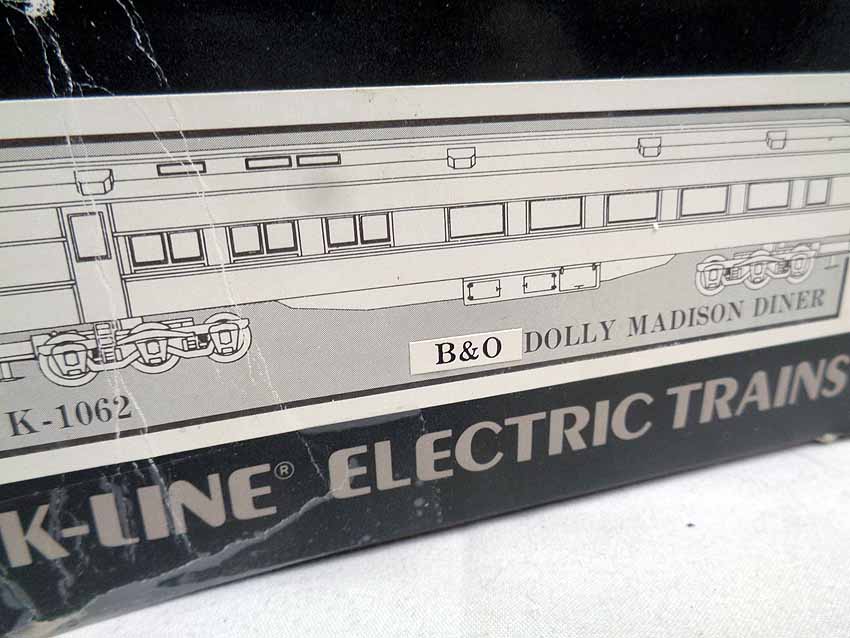 B&O DOLLY MADISON DINER
K-1062
K-LINE® ELECTRIC TRAINS